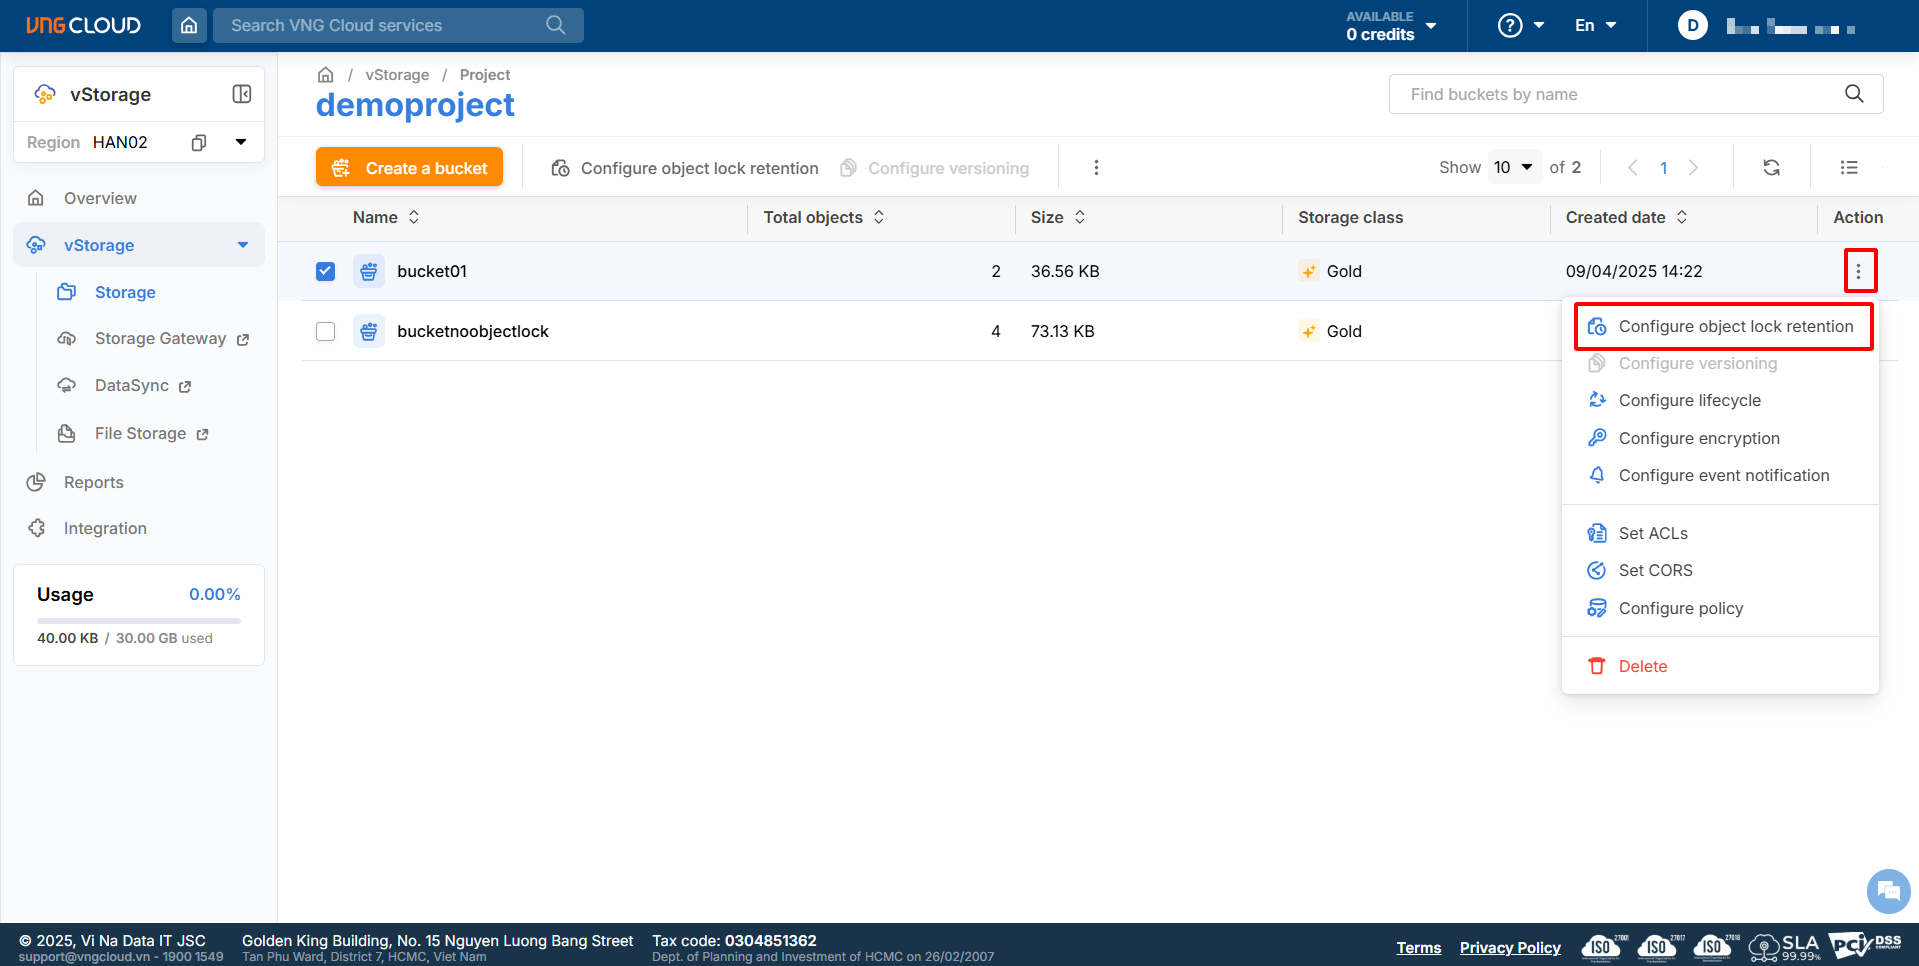 VNG CLOUD
Search VNG Cloud services
AVAILABLE
0 credits
?
En
D
vStorage
Region HAN02
Overview
vStorage
Storage
Storage Gateway
DataSync
File Storage
Reports
Integration
Usage 0.00%
40.00 KB / 30.00 GB used
/ vStorage / Project
demoproject
Find buckets by name
Create a bucket
Configure object lock retention
Configure versioning
Show 10 of 2
1
Name Total objects Size Storage class Created date Action
bucket01 2 36.56 KB Gold 09/04/2025 14:22
bucketnoobjectlock 4 73.13 KB Gold
Configure object lock retention
Configure versioning
Configure lifecycle
Configure encryption
Configure event notification
Set ACLs
Set CORS
Configure policy
Delete
© 2025, Vi Na Data IT JSC
support@vngcloud.vn - 1900 1549
Golden King Building, No. 15 Nguyen Luong Bang Street
Tan Phu Ward, District 7, HCMC, Viet Nam
Tax code: 0304851362
Dept. of Planning and Investment of HCMC on 26/02/2007
Terms
Privacy Policy
ISO 27001
ISO 27017
ISO 27018
SLA
99.99%
PCI DSS
COMPLIANT